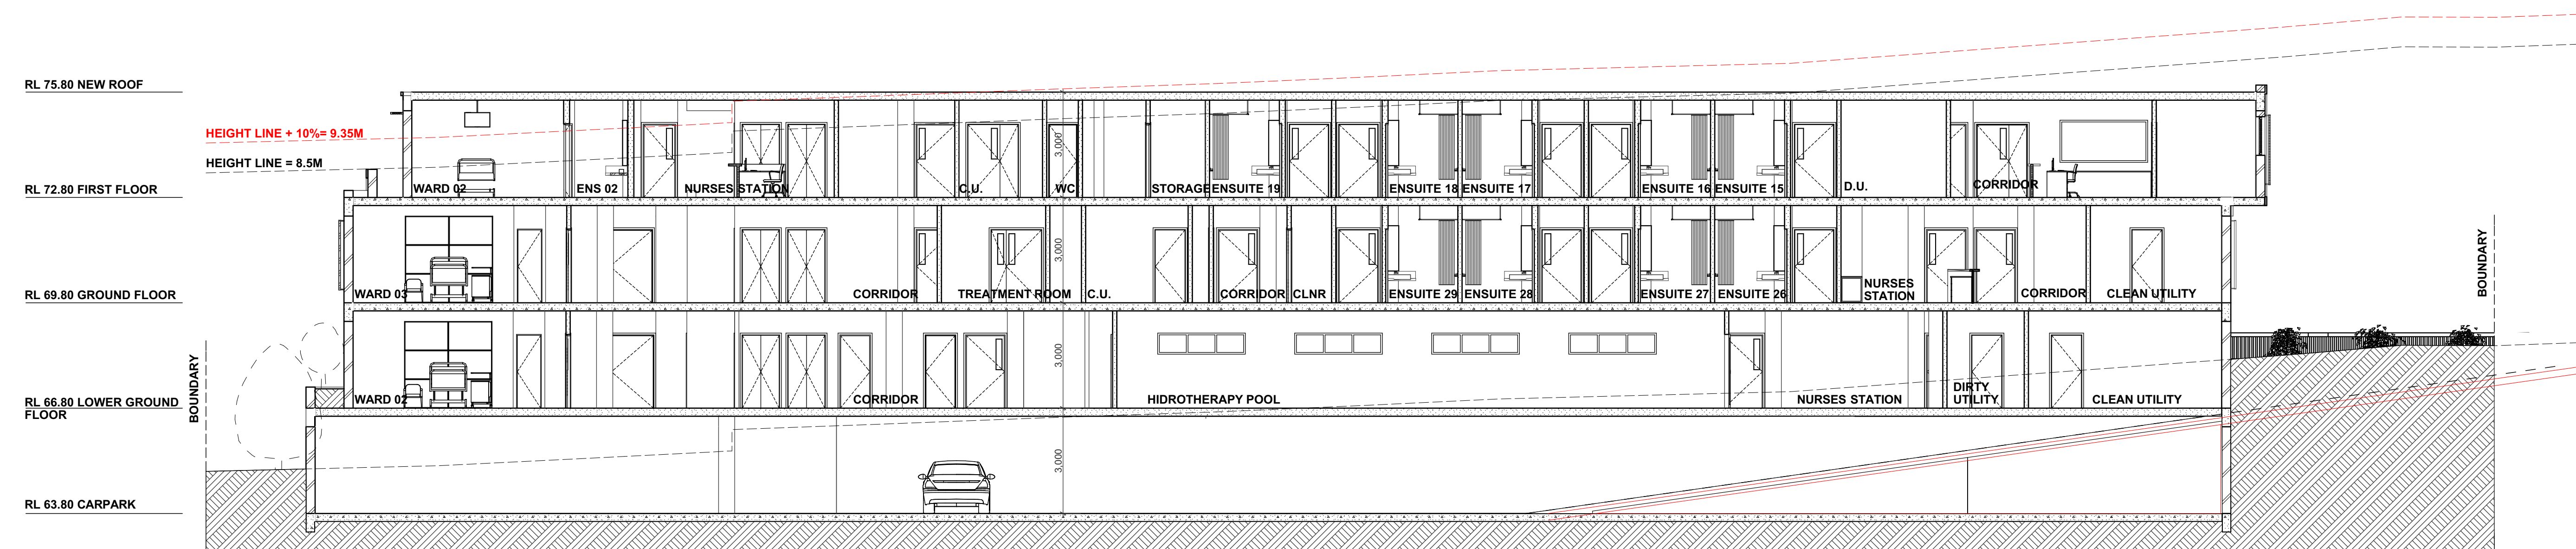 RL 75.80 NEW ROOF
HEIGHT LINE + 10%= 9.35M
HEIGHT LINE = 8.5M
3,000
RL 72.80 FIRST FLOOR
WARD 02
ENS 02
NURSES STATION
C.U.
WC
STORAGE
ENSUITE 19
ENSUITE 18
ENSUITE 17
ENSUITE 16
ENSUITE 15
D.U.
CORRIDOR
3,000
BOUNDARY
RL 69.80 GROUND FLOOR
WARD 03
CORRIDOR
TREATMENT ROOM
C.U.
CORRIDOR
CLNR
ENSUITE 29
ENSUITE 28
ENSUITE 27
ENSUITE 26
NURSES
STATION
CORRIDOR
CLEAN UTILITY
3,000
BOUNDARY
RL 66.80 LOWER GROUND
FLOOR
WARD 02
CORRIDOR
HIDROTHERAPY POOL
NURSES STATION
DIRTY
UTILITY
CLEAN UTILITY
3,000
RL 63.80 CARPARK